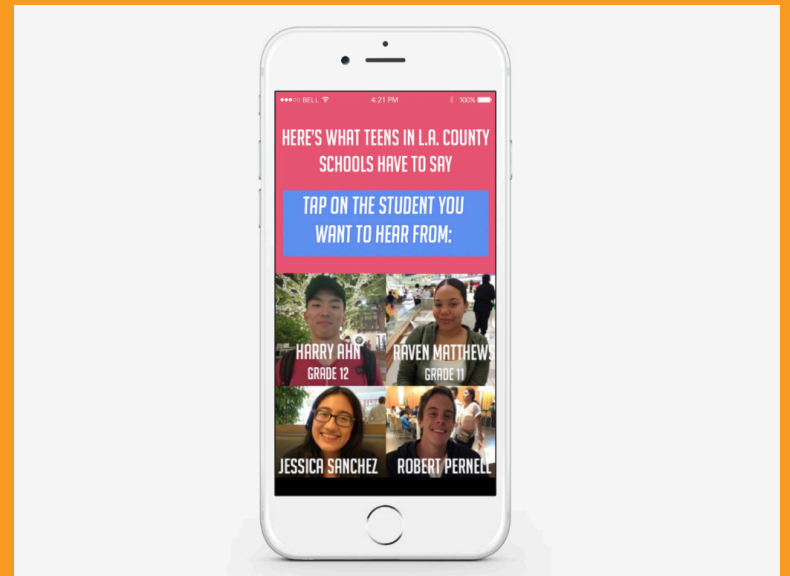 BELL 4:21 PM 100%
HERE'S WHAT TEENS IN L.A. COUNTY
SCHOOLS HAVE TO SAY
TAP ON THE STUDENT YOU
WANT TO HEAR FROM:
HARRY AHN
GRADE 12
RAVEN MATTHEWS
GRADE 11
JESSICA SANCHEZ
ROBERT PERNELL